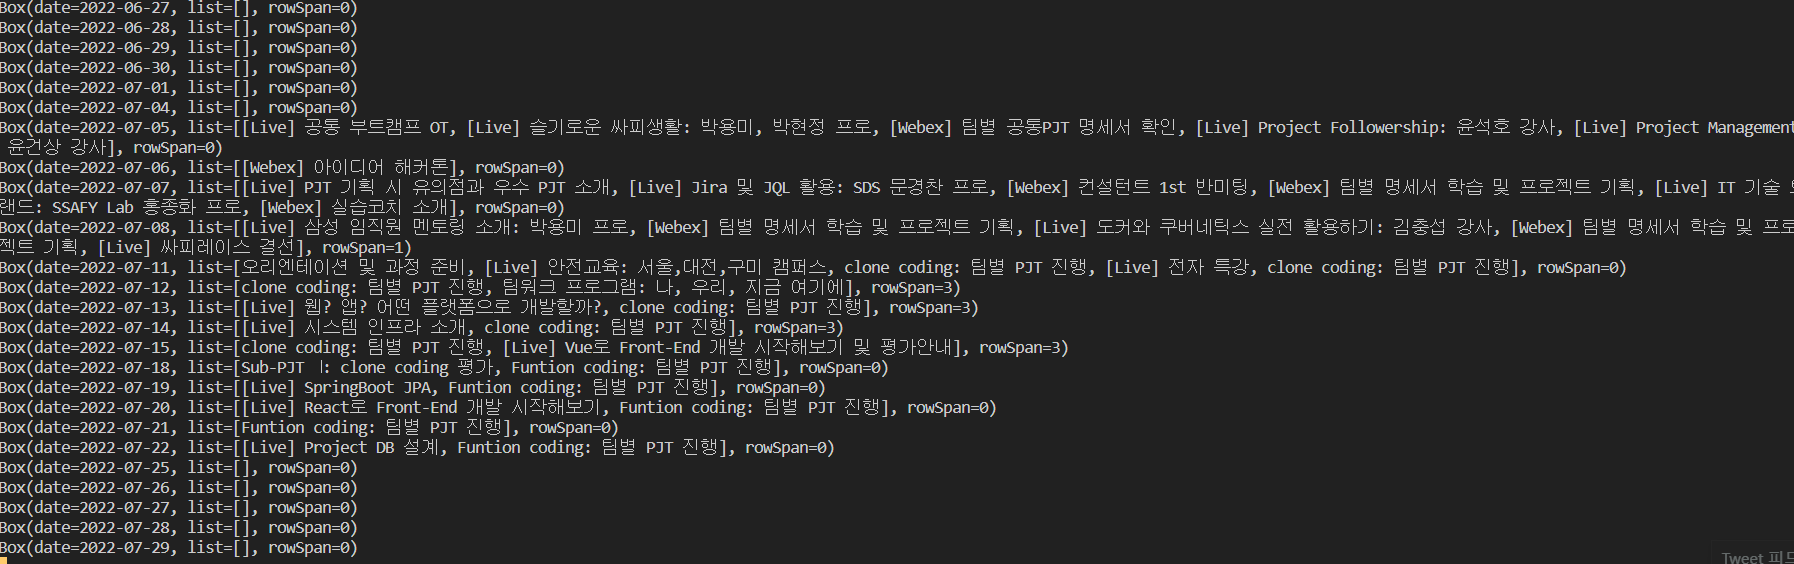 Box(date=2022-06-27, list=[], rowSpan=0)
Box(date=2022-06-28, list=[], rowSpan=0)
Box(date=2022-06-29, list=[], rowSpan=0)
Box(date=2022-06-30, list=[], rowSpan=0)
Box(date=2022-07-01, list=[], rowSpan=0)
Box(date=2022-07-04, list=[], rowSpan=0)
Box(date=2022-07-05, list=[[Live] 공통 부트캠프 OT, [Live] 슬기로운 싸피생활: 박용미, 박현정 프로, [Webex] 팀별 공통PJT 명세서 확인, [Live] Project Followership: 윤석호 강사, [Live] Project Management
윤건상 강사], rowSpan=0)
Box(date=2022-07-06, list=[[Webex] 아이디어 해커톤], rowSpan=0)
Box(date=2022-07-07, list=[[Live] PJT 기획 시 유의점과 우수 PJT 소개, [Live] Jira 및 JQL 활용: SDS 문경찬 프로, [Webex] 컨설턴트 1st 반미팅, [Webex] 팀별 명세서 학습 및 프로젝트 기획, [Live] IT 기술 트
랜드: SSAFY Lab 홍종화 프로, [Webex] 실습코치 소개], rowSpan=0)
Box(date=2022-07-08, list=[[Live] 삼성 임직원 멘토링 소개: 박용미 프로, [Webex] 팀별 명세서 학습 및 프로젝트 기획, [Live] 도커와 쿠버네틱스 실전 활용하기: 김충섭 강사, [Webex] 팀별 명세서 학습 및 프로
젝트 기획, [Live] 싸피레이스 결선], rowSpan=1)
Box(date=2022-07-11, list=[오리엔테이션 및 과정 준비, [Live] 안전교육: 서울,대전,구미 캠퍼스, clone coding: 팀별 PJT 진행, [Live] 전자 특강, clone coding: 팀별 PJT 진행], rowSpan=0)
Box(date=2022-07-12, list=[clone coding: 팀별 PJT 진행, 팀워크 프로그램: 나, 우리, 지금 여기에], rowSpan=3)
Box(date=2022-07-13, list=[[Live] 웹? 앱? 어떤 플랫폼으로 개발할까?, clone coding: 팀별 PJT 진행], rowSpan=3)
Box(date=2022-07-14, list=[[Live] 시스템 인프라 소개, clone coding: 팀별 PJT 진행], rowSpan=3)
Box(date=2022-07-15, list=[clone coding: 팀별 PJT 진행, [Live] Vue로 Front-End 개발 시작해보기 및 평가안내], rowSpan=3)
Box(date=2022-07-18, list=[Sub-PJT Ⅰ: clone coding 평가, Funtion coding: 팀별 PJT 진행], rowSpan=0)
Box(date=2022-07-19, list=[[Live] SpringBoot JPA, Funtion coding: 팀별 PJT 진행], rowSpan=0)
Box(date=2022-07-20, list=[[Live] React로 Front-End 개발 시작해보기, Funtion coding: 팀별 PJT 진행], rowSpan=0)
Box(date=2022-07-21, list=[Funtion coding: 팀별 PJT 진행], rowSpan=0)
Box(date=2022-07-22, list=[[Live] Project DB 설계, Funtion coding: 팀별 PJT 진행], rowSpan=0)
Box(date=2022-07-25, list=[], rowSpan=0)
Box(date=2022-07-26, list=[], rowSpan=0)
Box(date=2022-07-27, list=[], rowSpan=0)
Box(date=2022-07-28, list=[], rowSpan=0)
Box(date=2022-07-29, list=[], rowSpan=0)
Tweet 피드